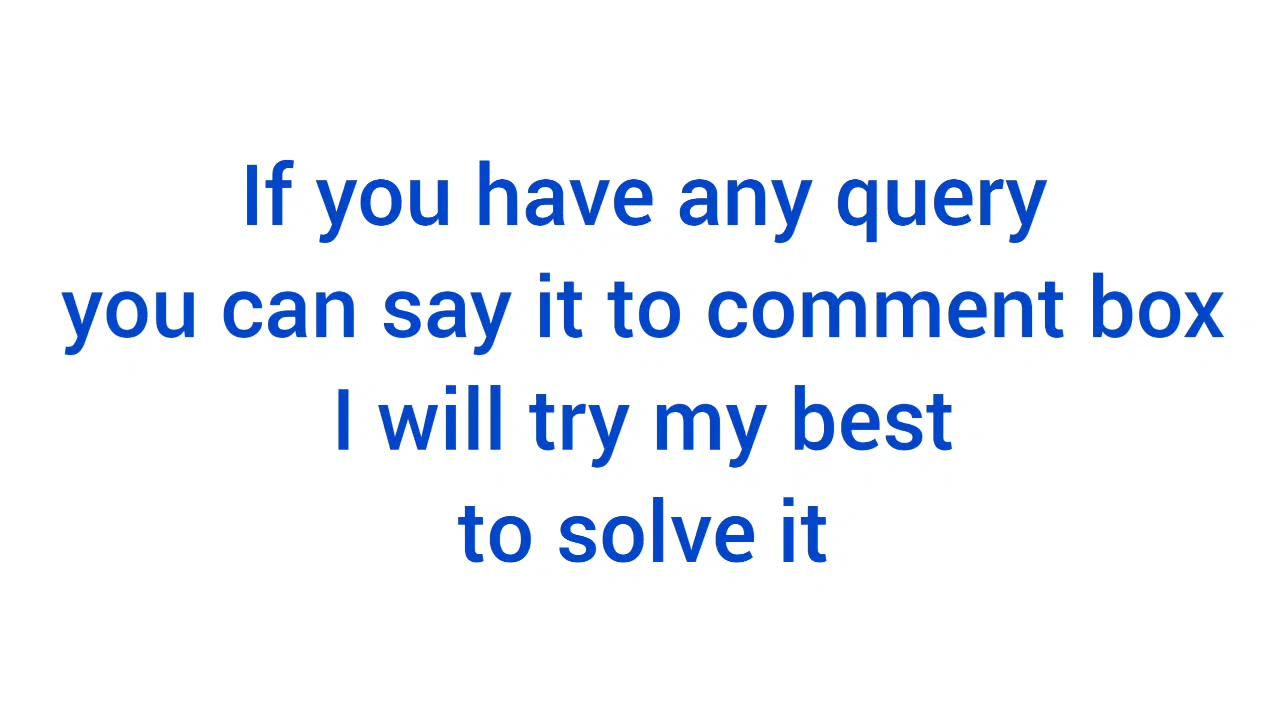 If you have any query
you can say it to comment box
I will try my best
to solve it